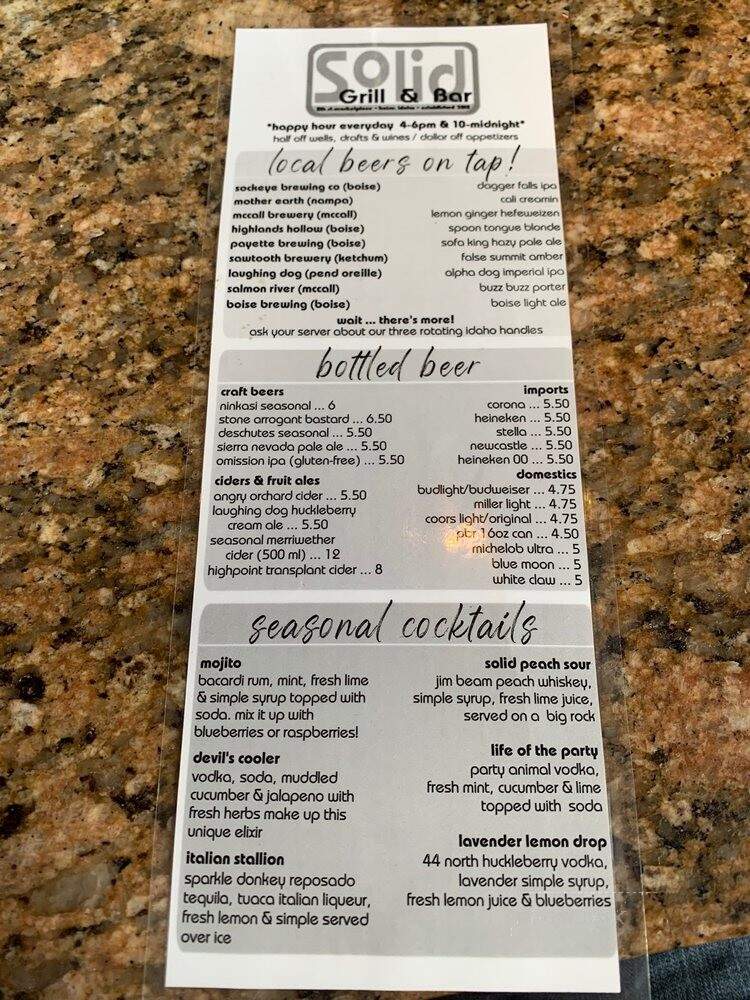 Solid
Grill & Bar
*happy hour everyday 4-6pm & 10-midnight*
half off wells, drafts & wines / dollar off appetizers
local beers on tap!
sockeye brewing co (boise) dagger falls ipa
mother earth (nampa) cali creamin
mccall brewery (mccall) lemon ginger hefeweizen
highlands hollow (boise) spoon tongue blonde
payette brewing (boise) sofa king hazy pale ale
sawtooth brewery (ketchum) false summit amber
laughing dog (pend oreille) alpha dog imperial ipa
salmon river (mccall) buzz buzz porter
boise brewing (boise) boise light ale
wait ... there's more!
ask your server about our three rotating idaho handles
bottled beer
craft beers
ninkasi seasonal ... 6
stone arrogant bastard ... 6.50
deschutes seasonal ... 5.50
sierra nevada pale ale ... 5.50
omission ipa (gluten-free) ... 5.50
ciders & fruit ales
angry orchard cider ... 5.50
laughing dog huckleberry
cream ale ... 5.50
seasonal merriwether
cider (500 ml) ... 12
highpoint transplant cider ... 8
imports
corona ... 5.50
heineken ... 5.50
stella ... 5.50
newcastle ... 5.50
heineken 00 ... 5.50
domestics
budlight/budweiser ... 4.75
miller light ... 4.75
coors light/original ... 4.75
pbr 16oz can ... 4.50
michelob ultra ... 5
blue moon ... 5
white claw ... 5
seasonal cocktails
mojito
bacardi rum, mint, fresh lime
& simple syrup topped with
soda. mix it up with
blueberries or raspberries!
devil's cooler
vodka, soda, muddled
cucumber & jalapeno with
fresh herbs make up this
unique elixir
italian stallion
sparkle donkey reposado
tequila, tuaca italian liqueur,
fresh lemon & simple served
over ice
solid peach sour
jim beam peach whiskey,
simple syrup, fresh lime juice,
served on a big rock
life of the party
party animal vodka,
fresh mint, cucumber & lime
topped with soda
lavender lemon drop
44 north huckleberry vodka,
lavender simple syrup,
fresh lemon juice & blueberries